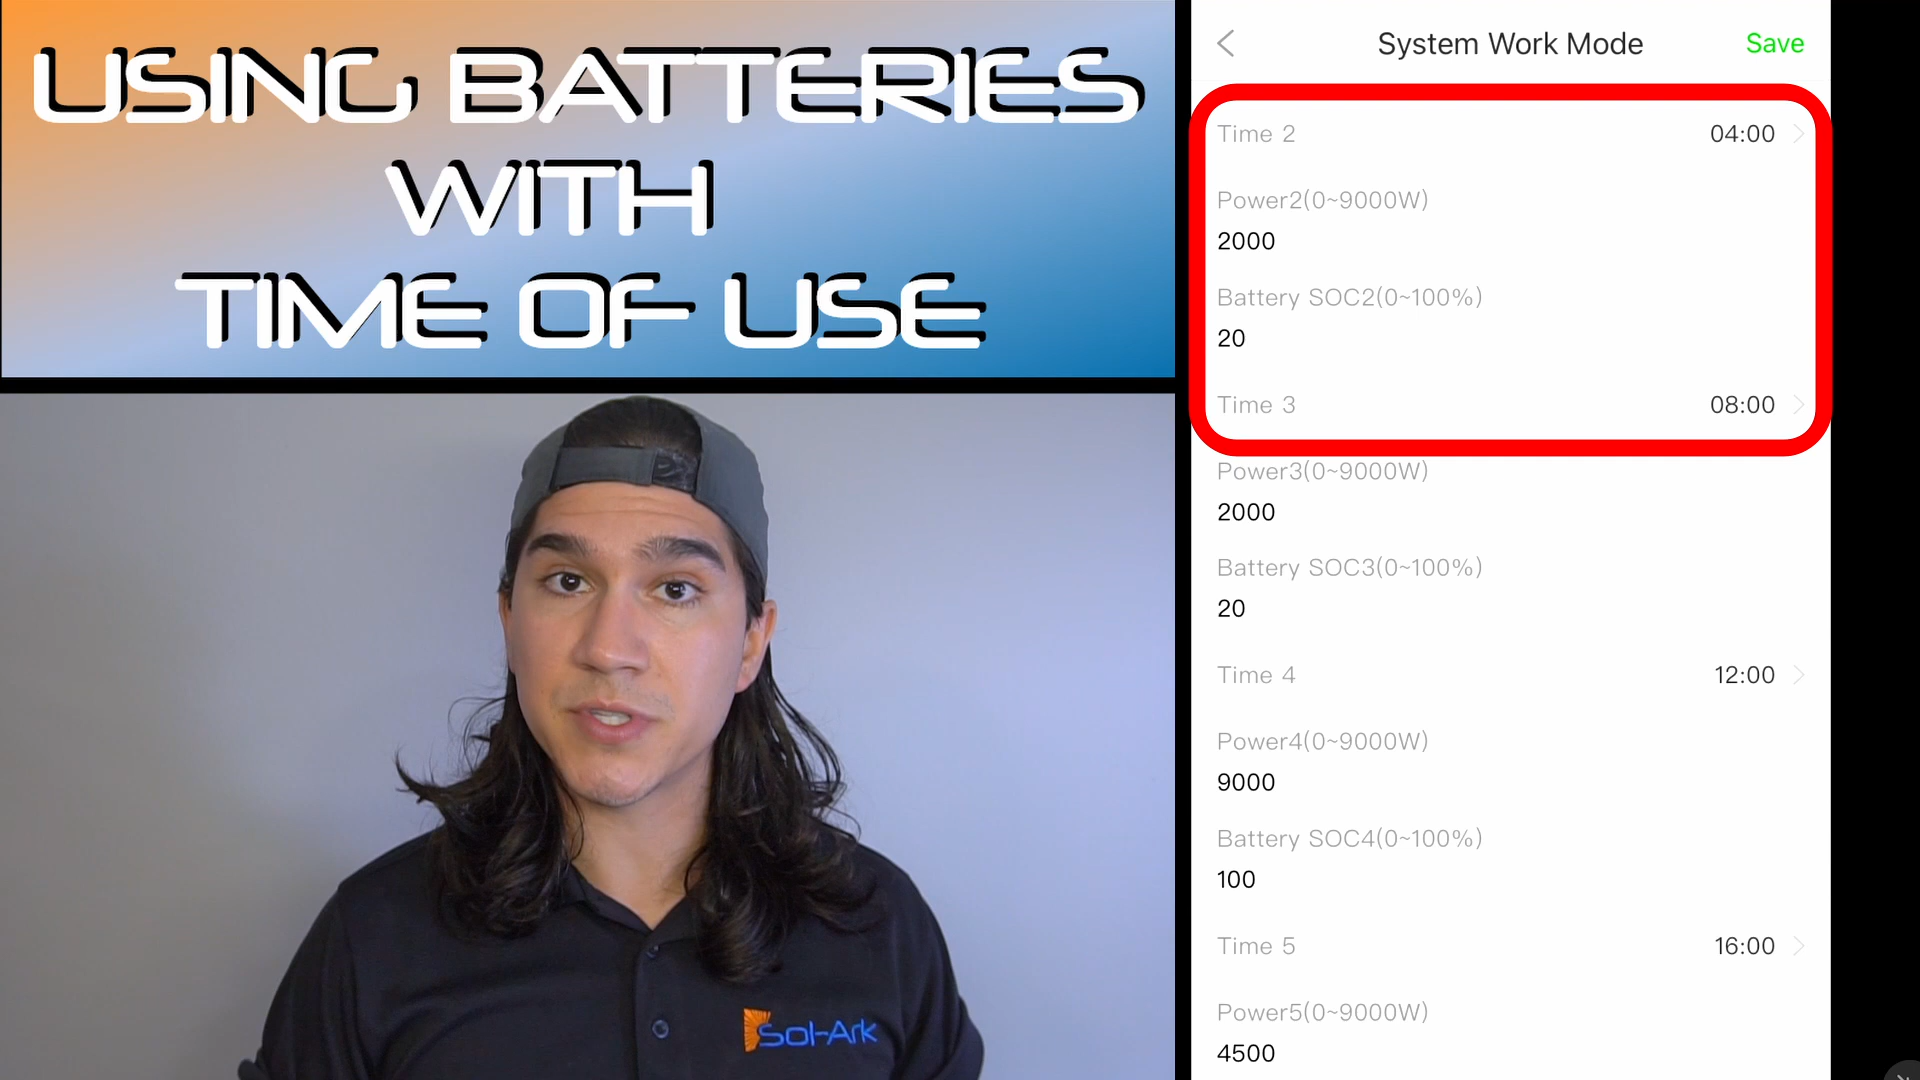 USING BATTERIES
WITH
TIME OF USE
Sol-Ark
System Work Mode
Save
Time 2
04:00
Power2(0~9000W)
2000
Battery SOC2(0~100%)
20
Time 3
08:00
Power3(0~9000W)
2000
Battery SOC3(0~100%)
20
Time 4
12:00
Power4(0~9000W)
9000
Battery SOC4(0~100%)
100
Time 5
16:00
Power5(0~9000W)
4500